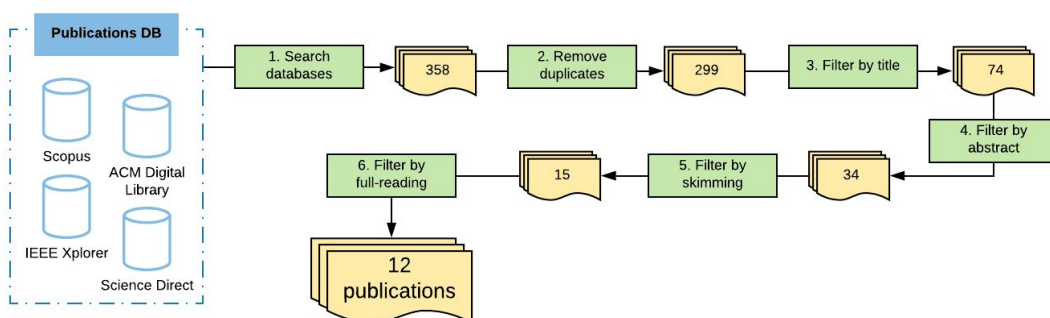 Publications DB
Scopus
ACM Digital
Library
IEEE Xplorer
Science Direct
1. Search
databases
358
2. Remove
duplicates
299
3. Filter by title
74
4. Filter by
abstract
34
5. Filter by
skimming
15
6. Filter by
full-reading
12
publications